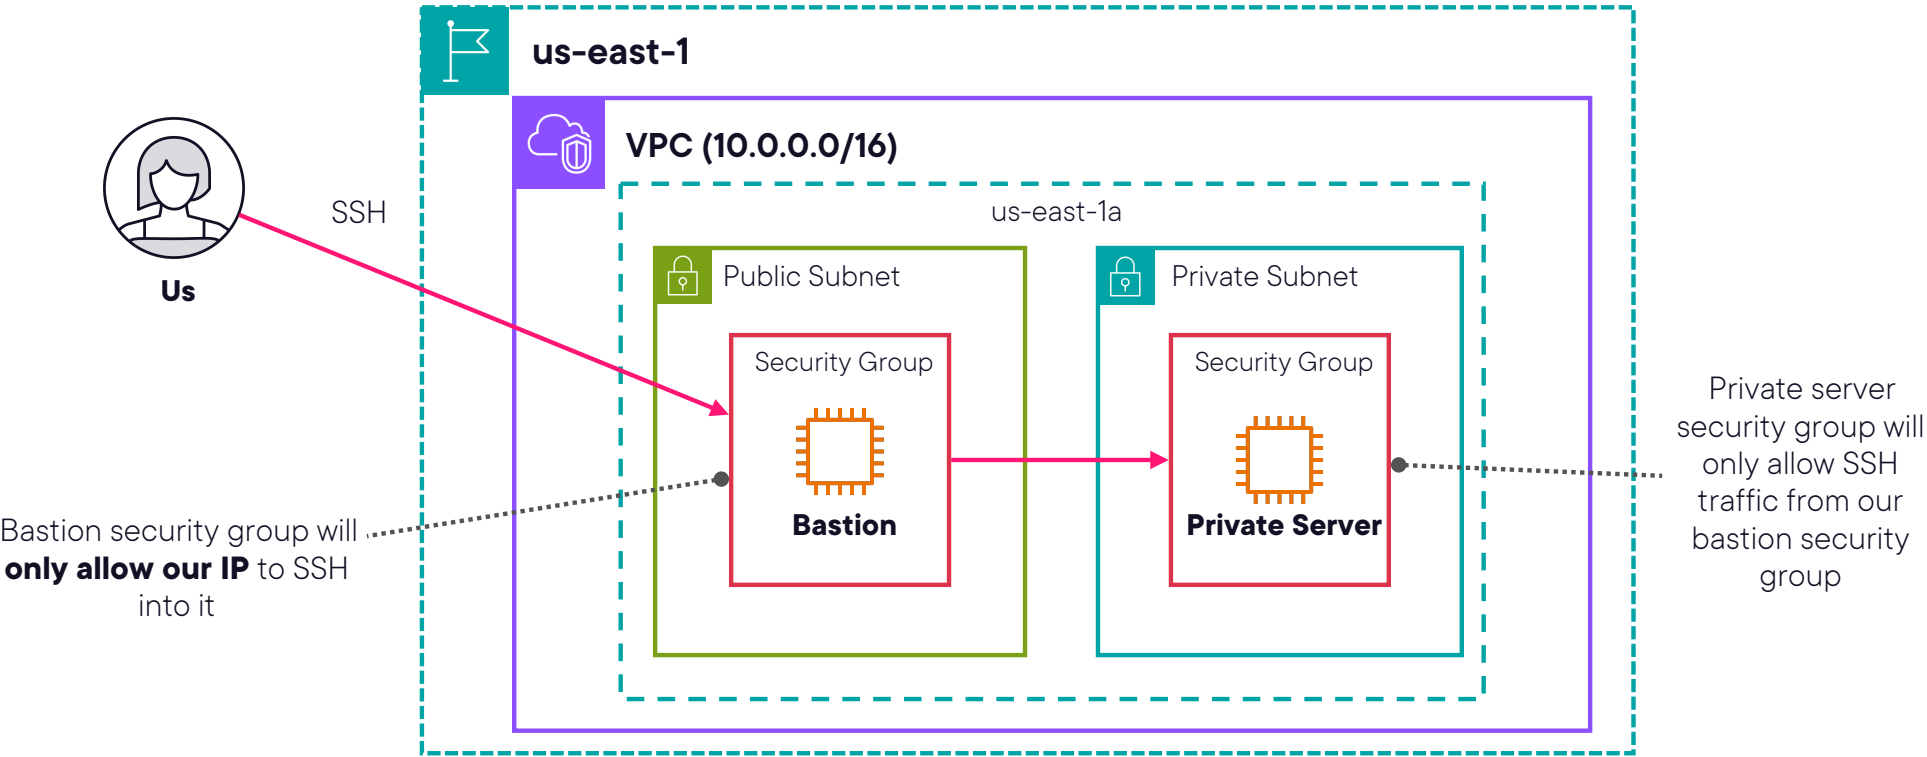 us-east-1
VPC (10.0.0.0/16)
SSH
us-east-1a
Us
Public Subnet
Private Subnet
Security Group
Security Group
Bastion
Private Server
Bastion security group will
only allow our IP to SSH
into it
Private server
security group will
only allow SSH
traffic from our
bastion security
group